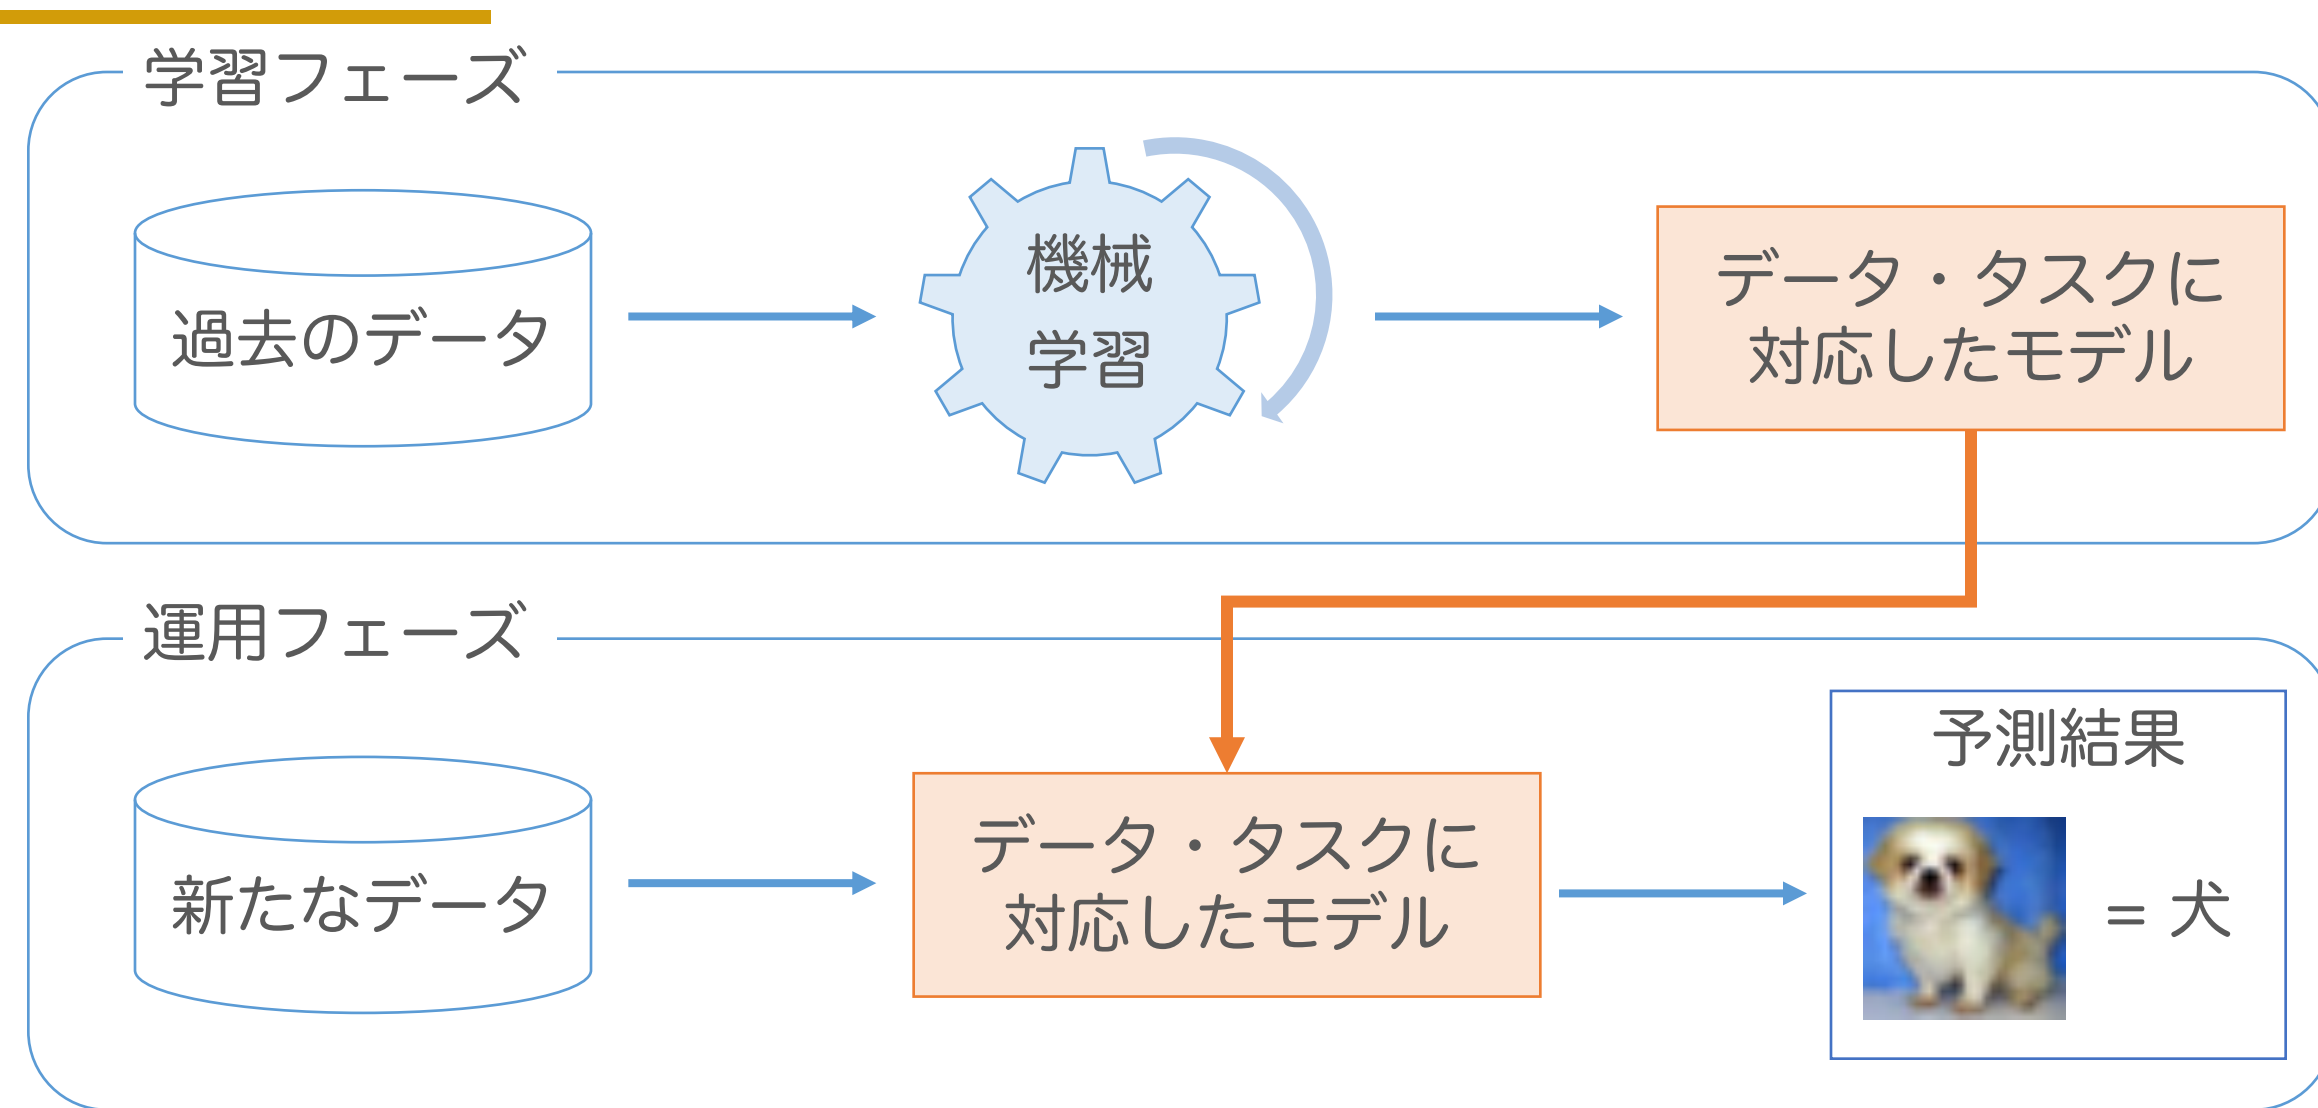 学習フェーズ
過去のデータ
機械
学習
データ・タスクに
対応したモデル
運用フェーズ
新たなデータ
データ・タスクに
対応したモデル
予測結果
= 犬